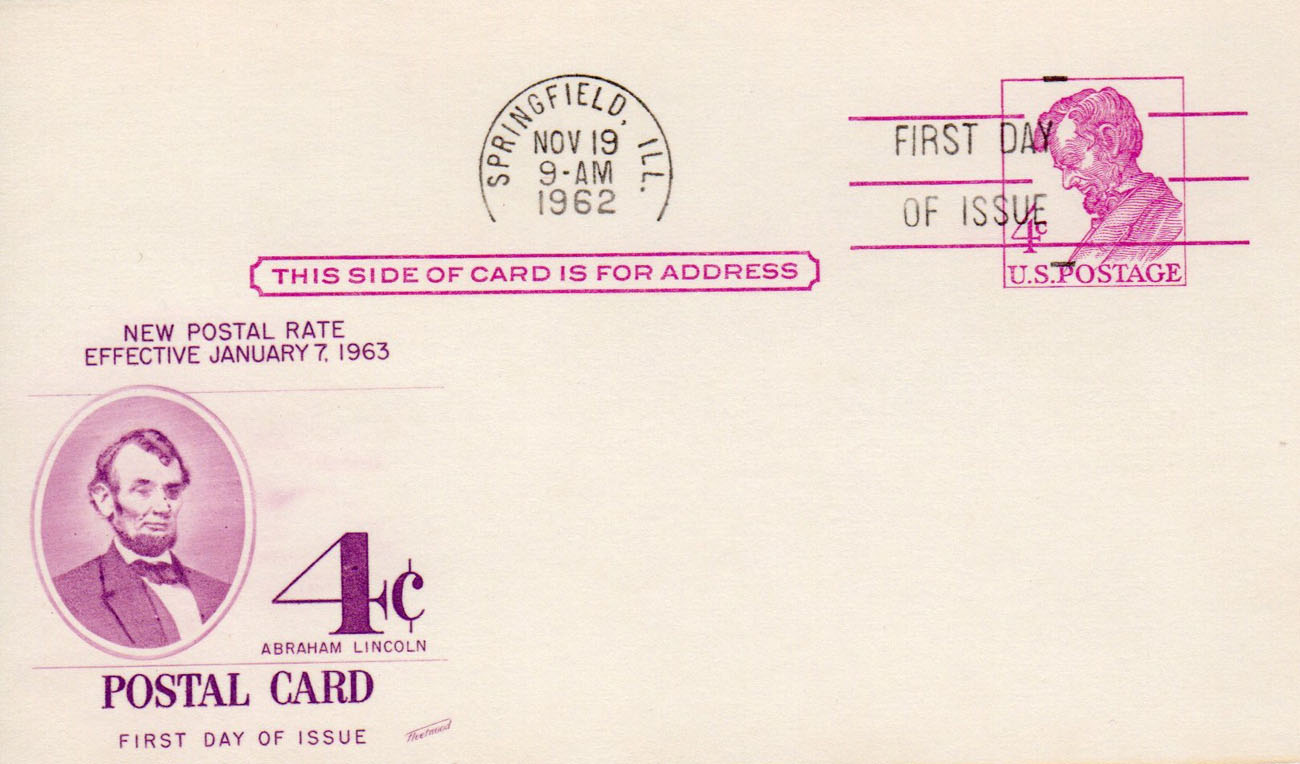 SPRINGFIELD, ILL.
NOV 19
9-AM
1962
FIRST DAY
OF ISSUE
4c
U.S.POSTAGE
THIS SIDE OF CARD IS FOR ADDRESS
NEW POSTAL RATE
EFFECTIVE JANUARY 7, 1963
4¢
ABRAHAM LINCOLN
POSTAL CARD
FIRST DAY OF ISSUE
Fleetwood